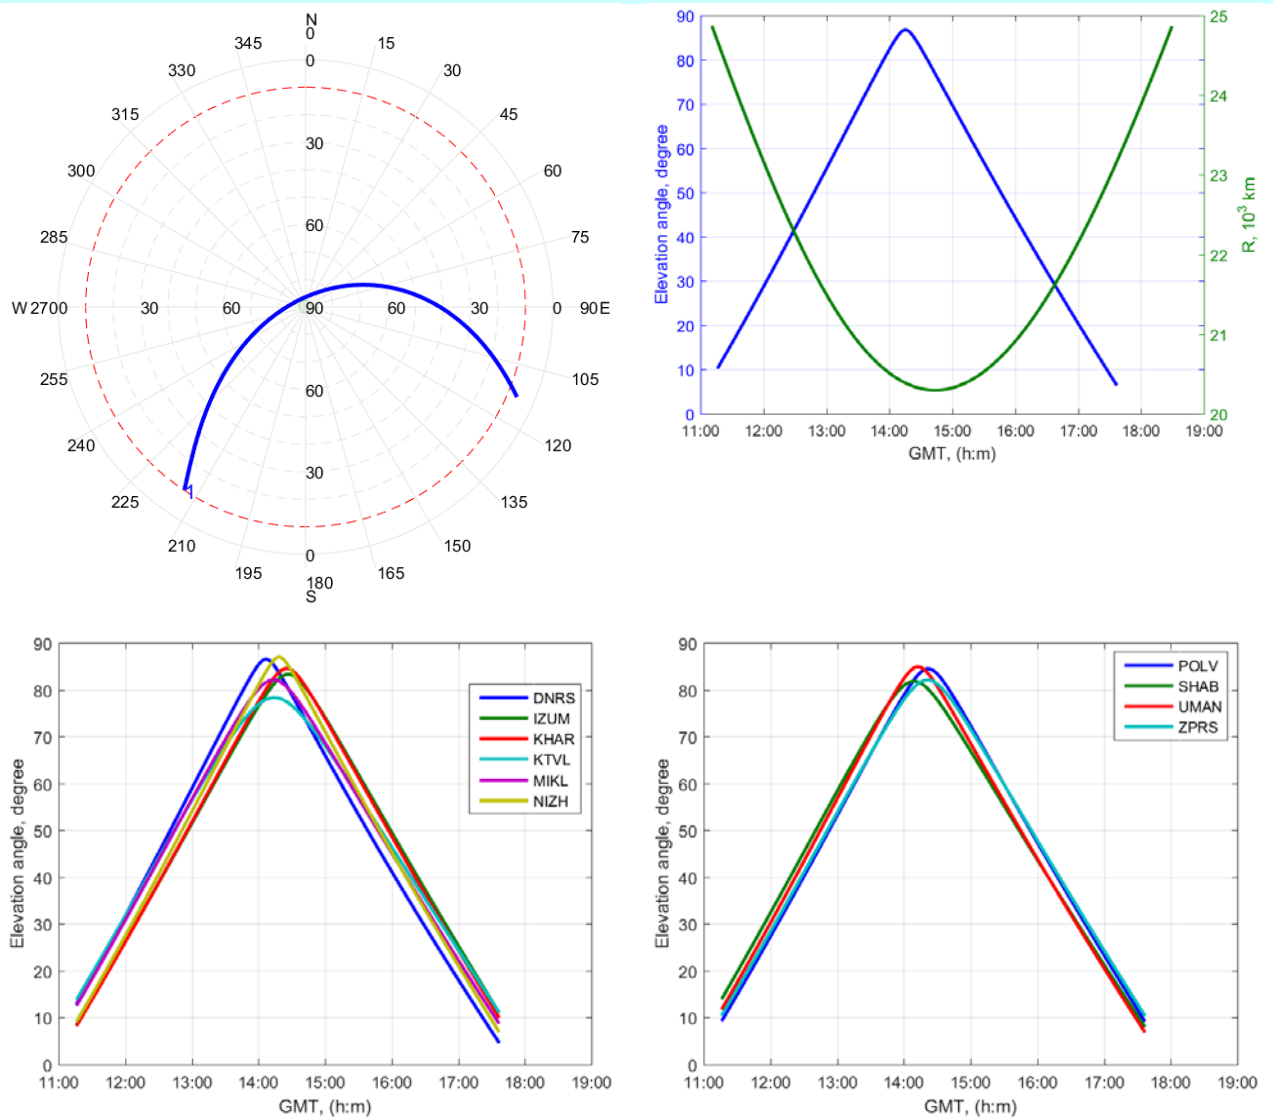 N
0
345 0 15
330 30
315 45
30
300 60
60
285 75
W 270 0 30 60 90 60 30 0 90 E
255 105
60
240 120
30
225 1 135
210 150
0
195 165
180
S
90
80
70
60
50
40
30
20
10
0
Elevation angle, degree
25
24
23
22
21
20
R, 10³ km
11:00 12:00 13:00 14:00 15:00 16:00 17:00 18:00 19:00
GMT, (h:m)
90
80
70
60
50
40
30
20
10
0
Elevation angle, degree
DNRS
IZUM
KHAR
KTVL
MIKL
NIZH
11:00 12:00 13:00 14:00 15:00 16:00 17:00 18:00 19:00
GMT, (h:m)
90
80
70
60
50
40
30
20
10
0
Elevation angle, degree
POLV
SHAB
UMAN
ZPRS
11:00 12:00 13:00 14:00 15:00 16:00 17:00 18:00 19:00
GMT, (h:m)